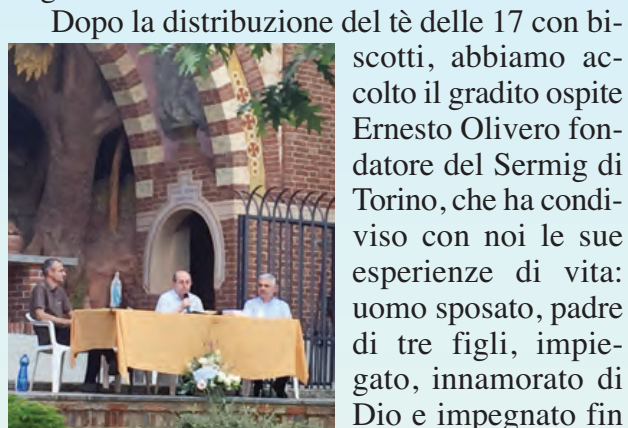 Dopo la distribuzione del tè delle 17 con bi-
scotti, abbiamo ac-
colto il gradito ospite
Ernesto Olivero fon-
datore del Sermig di
Torino, che ha condi-
viso con noi le sue
esperienze di vita:
uomo sposato, padre
di tre figli, impie-
gato, innamorato di
Dio e impegnato fin